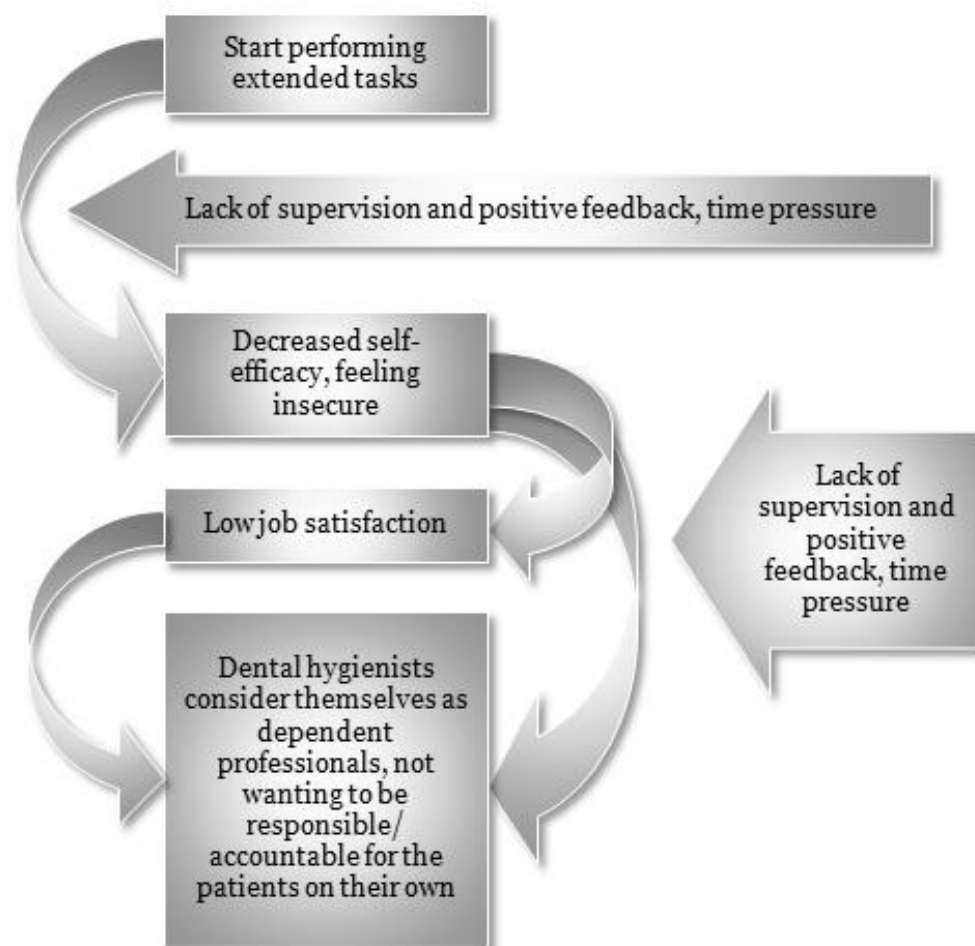 Start performing
extended tasks
Lack of supervision and positive feedback, time pressure
Decreased self-
efficacy, feeling
insecure
Low job satisfaction
Lack of
supervision and
positive
feedback, time
pressure
Dental hygienists
consider themselves as
dependent
professionals, not
wanting to be
responsible/
accountable for the
patients on their own